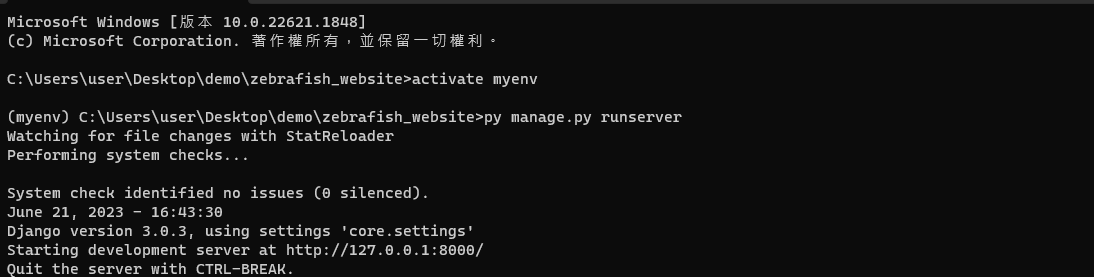 Microsoft Windows [版本 10.0.22621.1848]
(c) Microsoft Corporation. 著作權所有，並保留一切權利。
C:\Users\user\Desktop\demo\zebrafish_website>activate myenv
(myenv) C:\Users\user\Desktop\demo\zebrafish_website>py manage.py runserver
Watching for file changes with StatReloader
Performing system checks...
System check identified no issues (0 silenced).
June 21, 2023 - 16:43:30
Django version 3.0.3, using settings 'core.settings'
Starting development server at http://127.0.0.1:8000/
Quit the server with CTRL-BREAK.